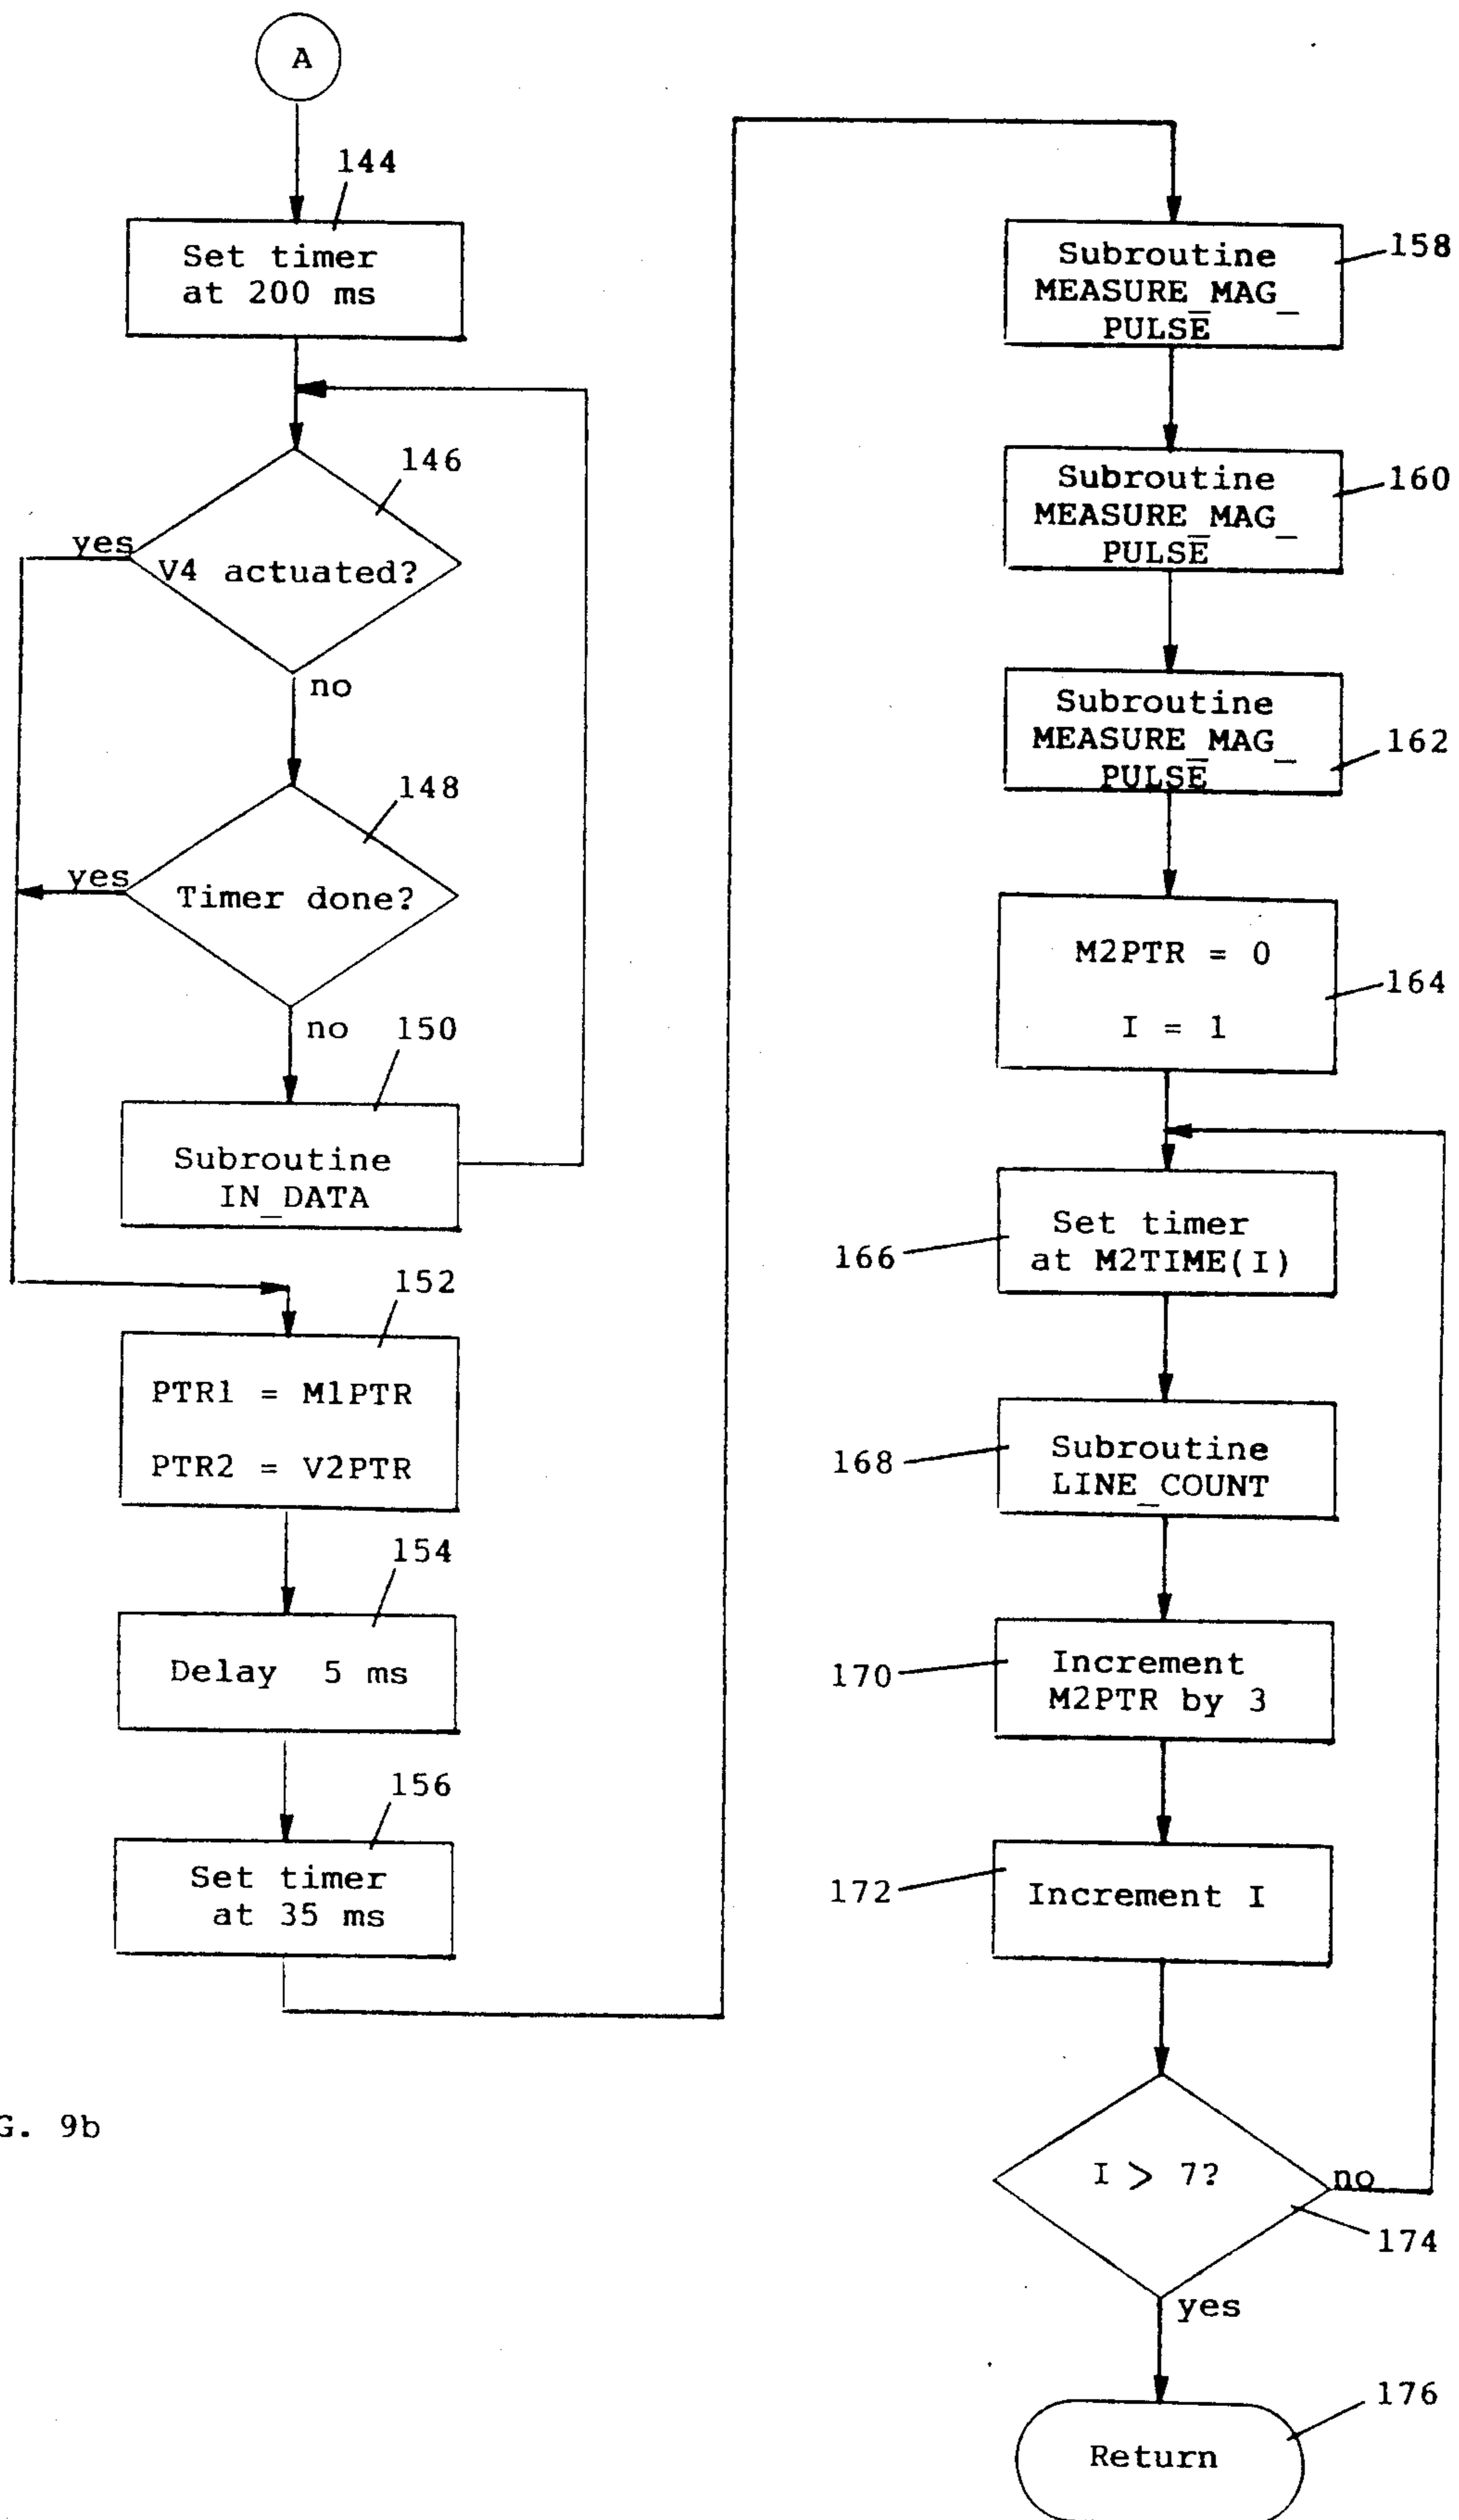 A
144
Set timer
at 200 ms
146
yes
V4 actuated?
no
148
yes
Timer done?
no
150
Subroutine
IN_DATA
152
PTR1 = M1PTR
PTR2 = V2PTR
154
Delay 5 ms
156
Set timer
at 35 ms
G. 9b
158
Subroutine
MEASURE_MAG_
PULSE
160
Subroutine
MEASURE_MAG_
PULSE
162
Subroutine
MEASURE_MAG_
PULSE
164
M2PTR = 0
I = 1
166
Set timer
at M2TIME(I)
168
Subroutine
LINE_COUNT
170
Increment
M2PTR by 3
172
Increment I
I > 7?
no
174
yes
176
Return